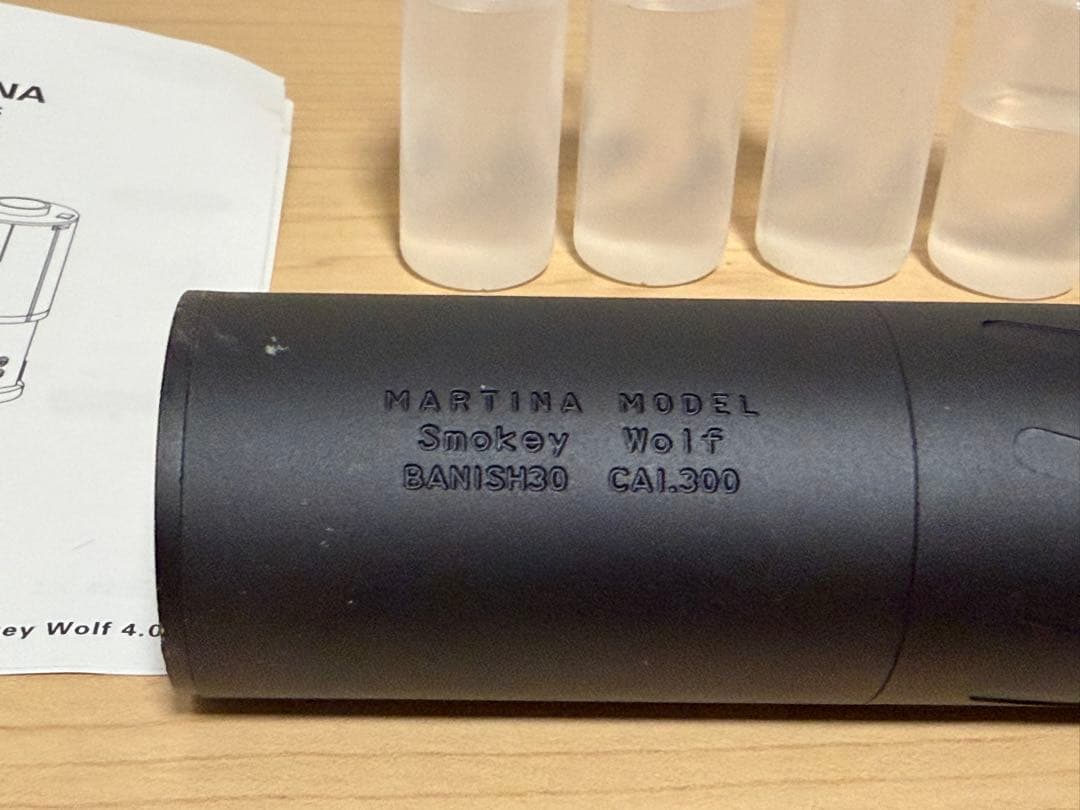 NA
MARTINA MODEL
Smokey Wolf
BANISH30 CAL.300
ey Wolf 4.0